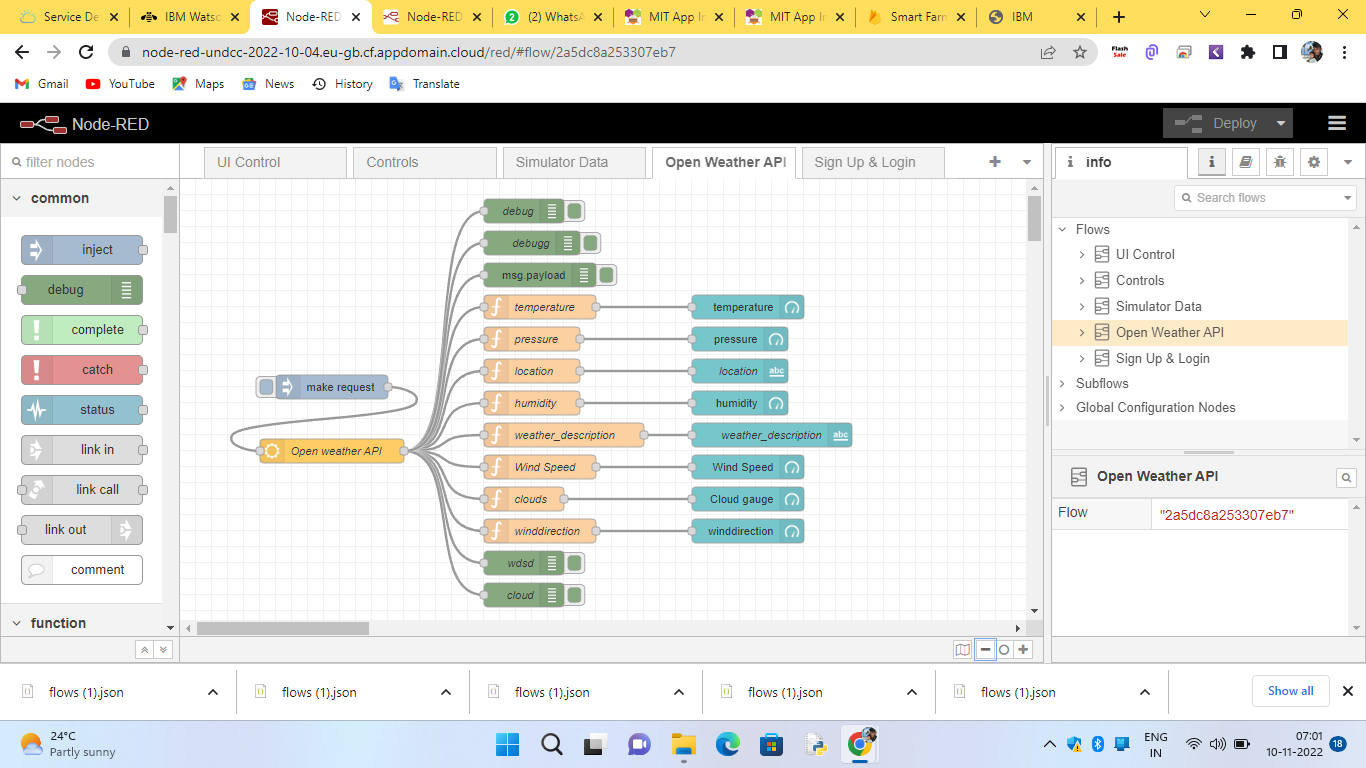 Service De
IBM Watso
Node-RED
Node-RED
(2) WhatsA
MIT App In
MIT App In
Smart Farm
IBM
node-red-undcc-2022-10-04.eu-gb.cf.appdomain.cloud/red/#flow/2a5dc8a253307eb7
Flash Sale
Gmail
YouTube
Maps
News
History
Translate
Node-RED
Deploy
filter nodes
UI Control
Controls
Simulator Data
Open Weather API
Sign Up & Login
info
common
inject
debug
complete
catch
status
link in
link call
link out
comment
function
debug
debugg
msg.payload
temperature
temperature
pressure
pressure
location
location
abc
make request
humidity
humidity
weather_description
weather_description
abc
Open weather API
Wind Speed
Wind Speed
clouds
Cloud gauge
winddirection
winddirection
wdsd
cloud
Search flows
Flows
UI Control
Controls
Simulator Data
Open Weather API
Sign Up & Login
Subflows
Global Configuration Nodes
Open Weather API
Flow
"2a5dc8a253307eb7"
flows (1).json
flows (1).json
flows (1).json
flows (1).json
flows (1).json
Show all
24°C
Partly sunny
ENG
IN
07:01
10-11-2022
18